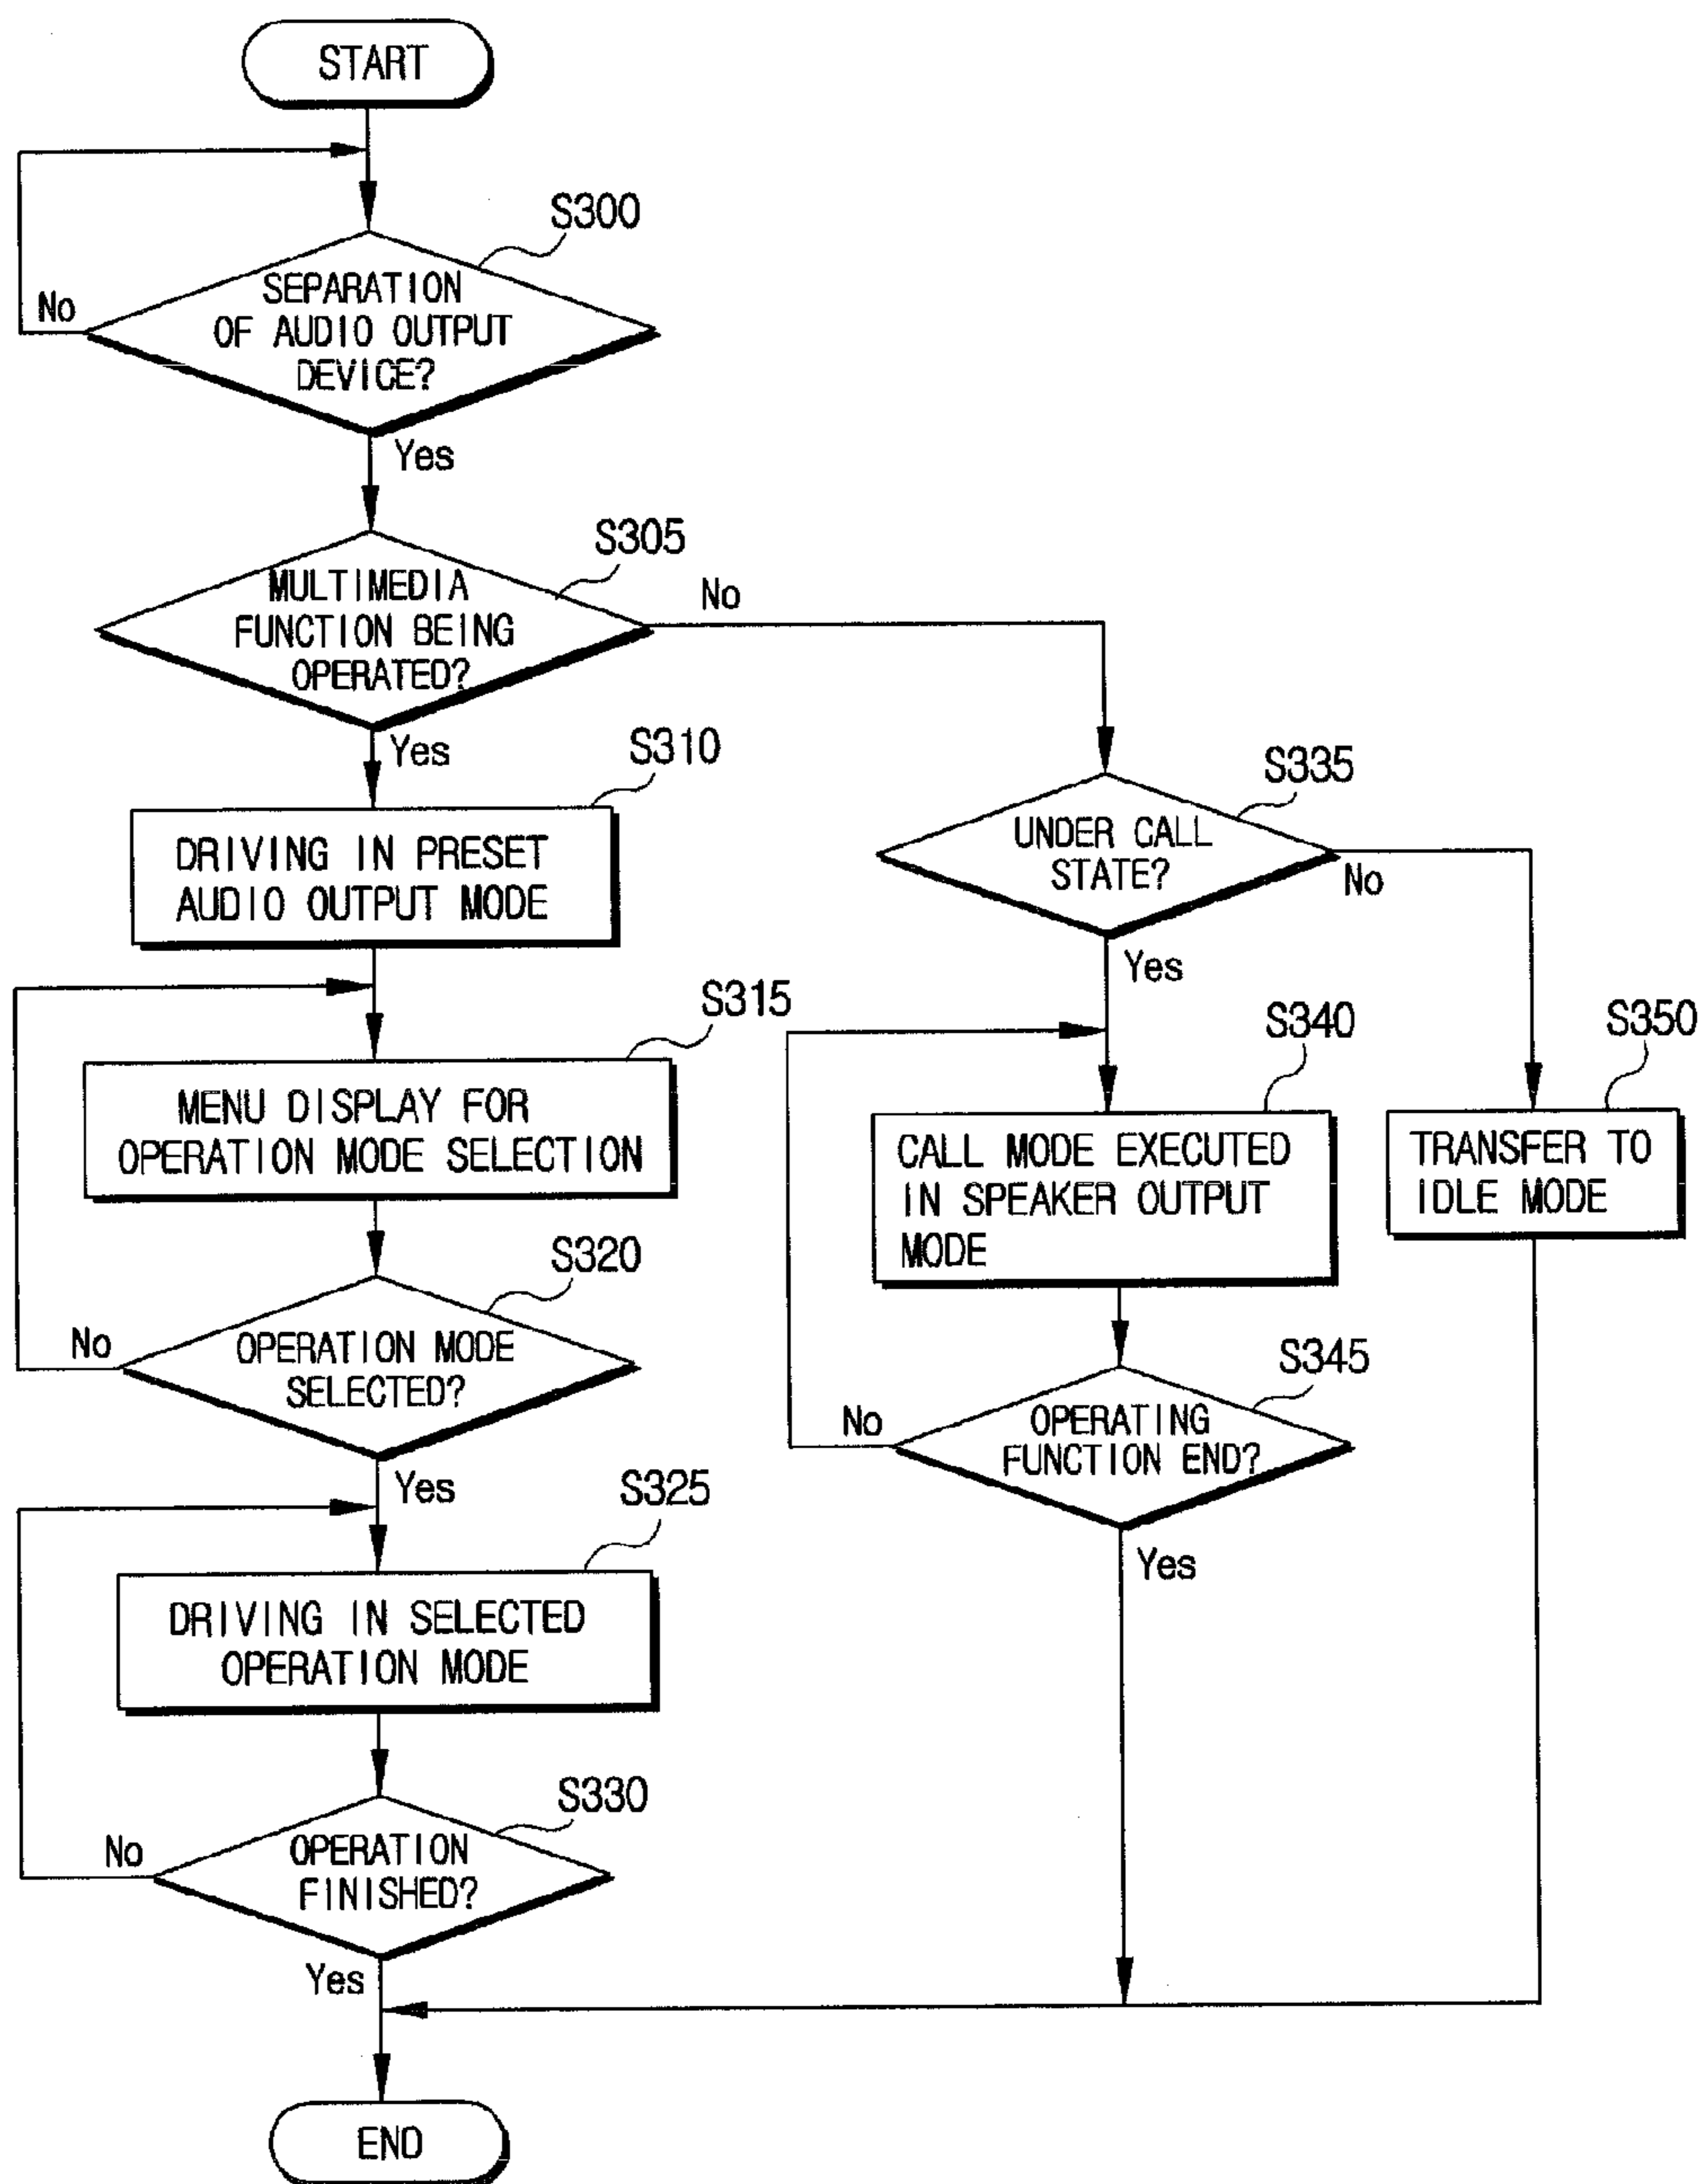 START
S300
SEPARATION
OF AUDIO OUTPUT
DEVICE?
No
Yes
S305
MULTIMEDIA
FUNCTION BEING
OPERATED?
No
Yes
S310
DRIVING IN PRESET
AUDIO OUTPUT MODE
S315
MENU DISPLAY FOR
OPERATION MODE SELECTION
S320
OPERATION MODE
SELECTED?
No
Yes
S325
DRIVING IN SELECTED
OPERATION MODE
S330
OPERATION
FINISHED?
No
Yes
S335
UNDER CALL
STATE?
No
Yes
S340
CALL MODE EXECUTED
IN SPEAKER OUTPUT
MODE
S350
TRANSFER TO
IDLE MODE
S345
OPERATING
FUNCTION END?
No
Yes
END